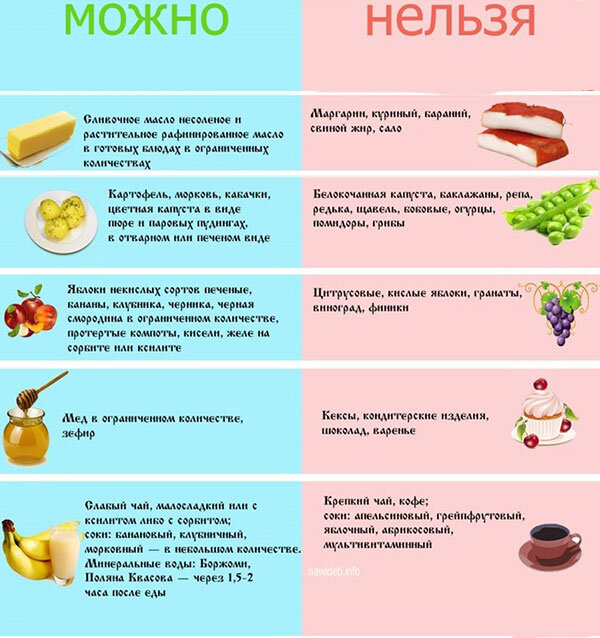 можно
нельзя
Сливочное масло несоленое и
растительное рафинированное масло
в готовых блюдах в ограниченных
количествах
Маргарин, куриный, бараний,
свиной жир, сало
Картофель, морковь, кабачки,
цветная капуста в виде
пюре и паровых пудингах,
в отварном или печеном виде
Белокочанная капуста, баклажаны, репа,
редька, щавель, бобовые, огурцы,
помидоры, грибы
Яблоки некислых сортов печеные,
бананы, клубника, черника, черная
смородина в ограниченном количестве,
протертые компоты, кисели, желе на
сорбите или ксилите
Цитрусовые, кислые яблоки, гранаты,
виноград, финики
Мед в ограниченном количестве,
зефир
Кексы, кондитерские изделия,
шоколад, варенье
Слабый чай, малосладкий или с
ксилитом либо с сорбитом;
соки: банановый, клубничный,
морковный — в небольшом количестве.
Минеральные воды: Боржоми,
Поляна Квасова — через 1,5-2
часа после еды
Крепкий чай, кофе;
соки: апельсиновый, грейпфрутовый,
яблочный, абрикосовый,
мультивитаминный
nawideti.info